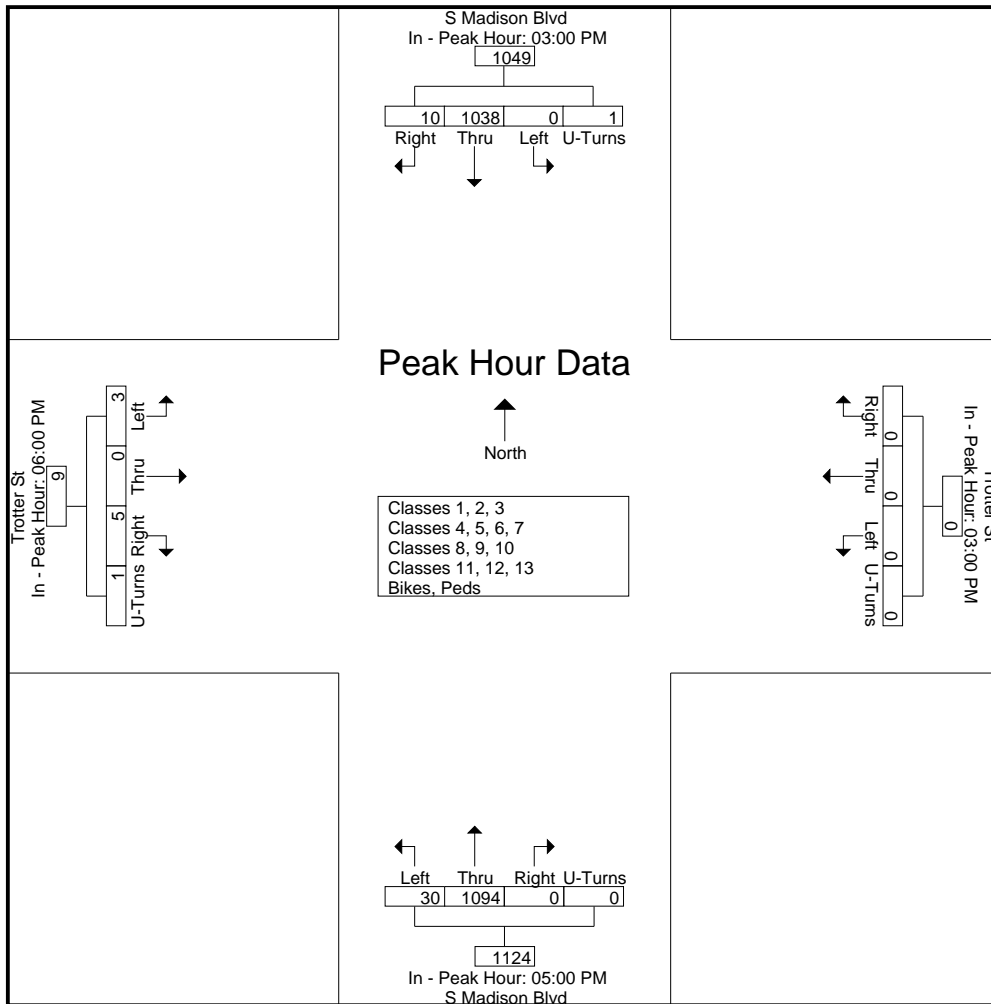 S Madison Blvd
In - Peak Hour: 03:00 PM
1049
10 1038 0 1
Right Thru Left U-Turns
Peak Hour Data
North
Classes 1, 2, 3
Classes 4, 5, 6, 7
Classes 8, 9, 10
Classes 11, 12, 13
Bikes, Peds
Trotter St
In - Peak Hour: 06:00 PM
9
3 0 5 1
Left Thru Right U-Turns
Trotter St
In - Peak Hour: 03:00 PM
0
0 0 0 0
Right Thru Left U-Turns
Left Thru Right U-Turns
30 1094 0 0
1124
In - Peak Hour: 05:00 PM
S Madison Blvd